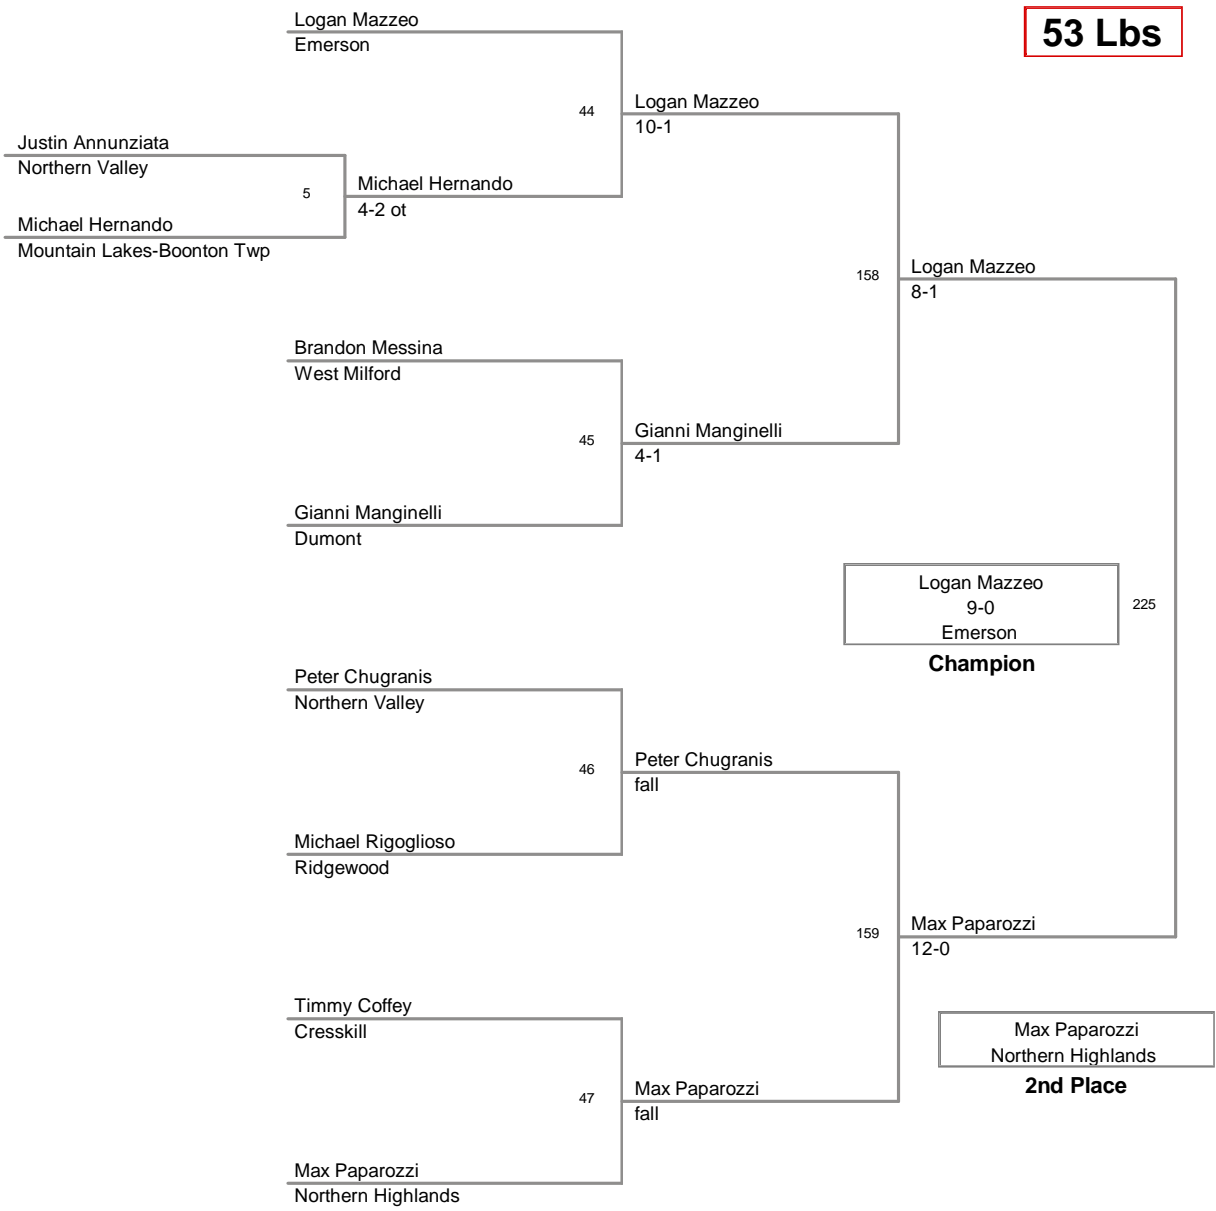 Logan Mazzeo
Emerson
53 Lbs
44
Logan Mazzeo
10-1
Justin Annunziata
Northern Valley
5
Michael Hernando
4-2 ot
Michael Hernando
Mountain Lakes-Boonton Twp
158
Logan Mazzeo
8-1
Brandon Messina
West Milford
45
Gianni Manginelli
4-1
Gianni Manginelli
Dumont
Logan Mazzeo
9-0
Emerson
225
Champion
Peter Chugranis
Northern Valley
46
Peter Chugranis
fall
Michael Rigoglioso
Ridgewood
159
Max Paparozzi
12-0
Timmy Coffey
Cresskill
Max Paparozzi
Northern Highlands
2nd Place
47
Max Paparozzi
fall
Max Paparozzi
Northern Highlands